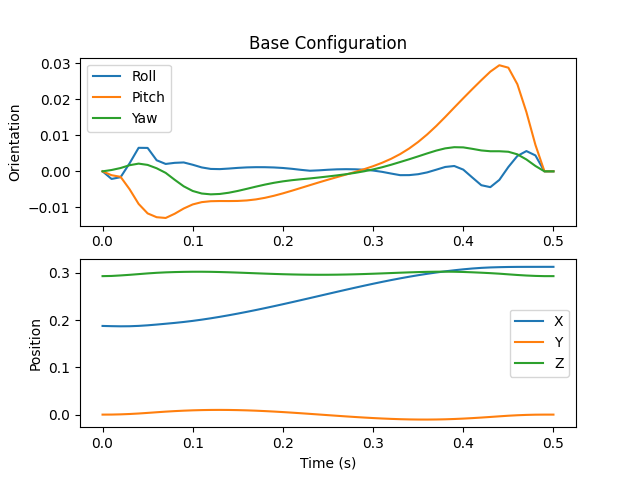 Base Configuration
Orientation
0.03
0.02
0.01
0.00
−0.01
Roll
Pitch
Yaw
0.0 0.1 0.2 0.3 0.4 0.5
Position
0.3
0.2
0.1
0.0
X
Y
Z
0.0 0.1 0.2 0.3 0.4 0.5
Time (s)